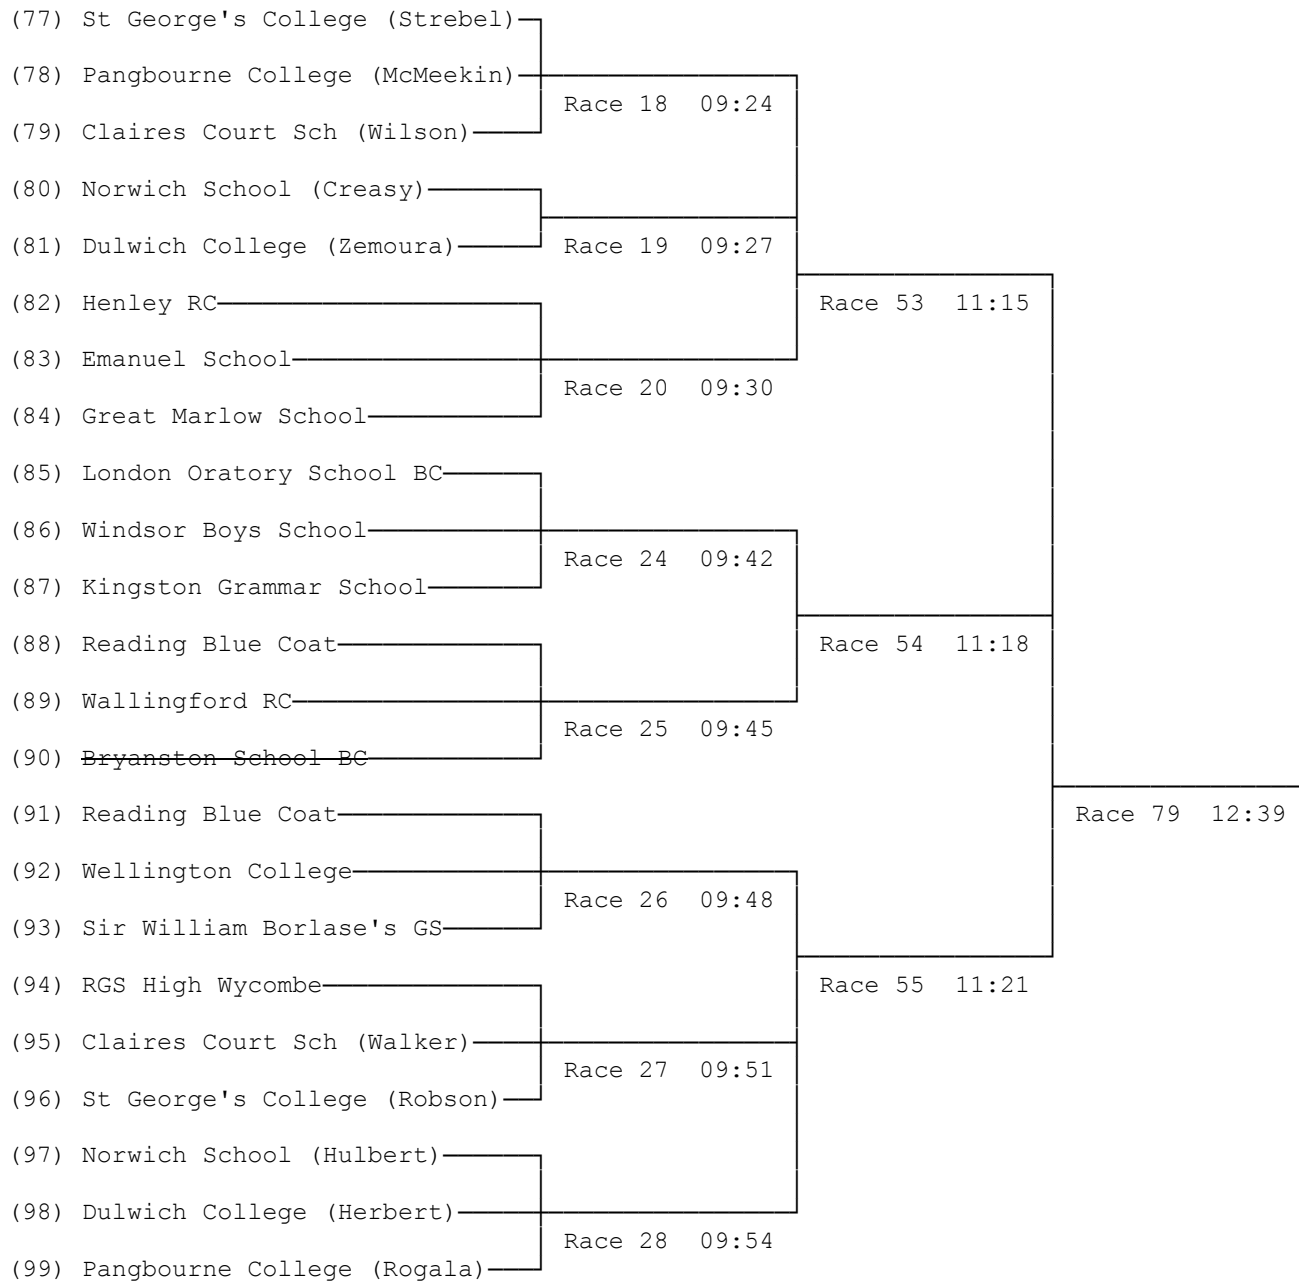 (77) St George's College (Strebel)
(78) Pangbourne College (McMeekin)
Race 18 09:24
(79) Claires Court Sch (Wilson)
(80) Norwich School (Creasy)
(81) Dulwich College (Zemoura)
Race 19 09:27
(82) Henley RC
Race 53 11:15
(83) Emanuel School
Race 20 09:30
(84) Great Marlow School
(85) London Oratory School BC
(86) Windsor Boys School
Race 24 09:42
(87) Kingston Grammar School
(88) Reading Blue Coat
Race 54 11:18
(89) Wallingford RC
Race 25 09:45
(90) Bryanston School BC
(91) Reading Blue Coat
Race 79 12:39
(92) Wellington College
Race 26 09:48
(93) Sir William Borlase's GS
(94) RGS High Wycombe
Race 55 11:21
(95) Claires Court Sch (Walker)
Race 27 09:51
(96) St George's College (Robson)
(97) Norwich School (Hulbert)
(98) Dulwich College (Herbert)
Race 28 09:54
(99) Pangbourne College (Rogala)